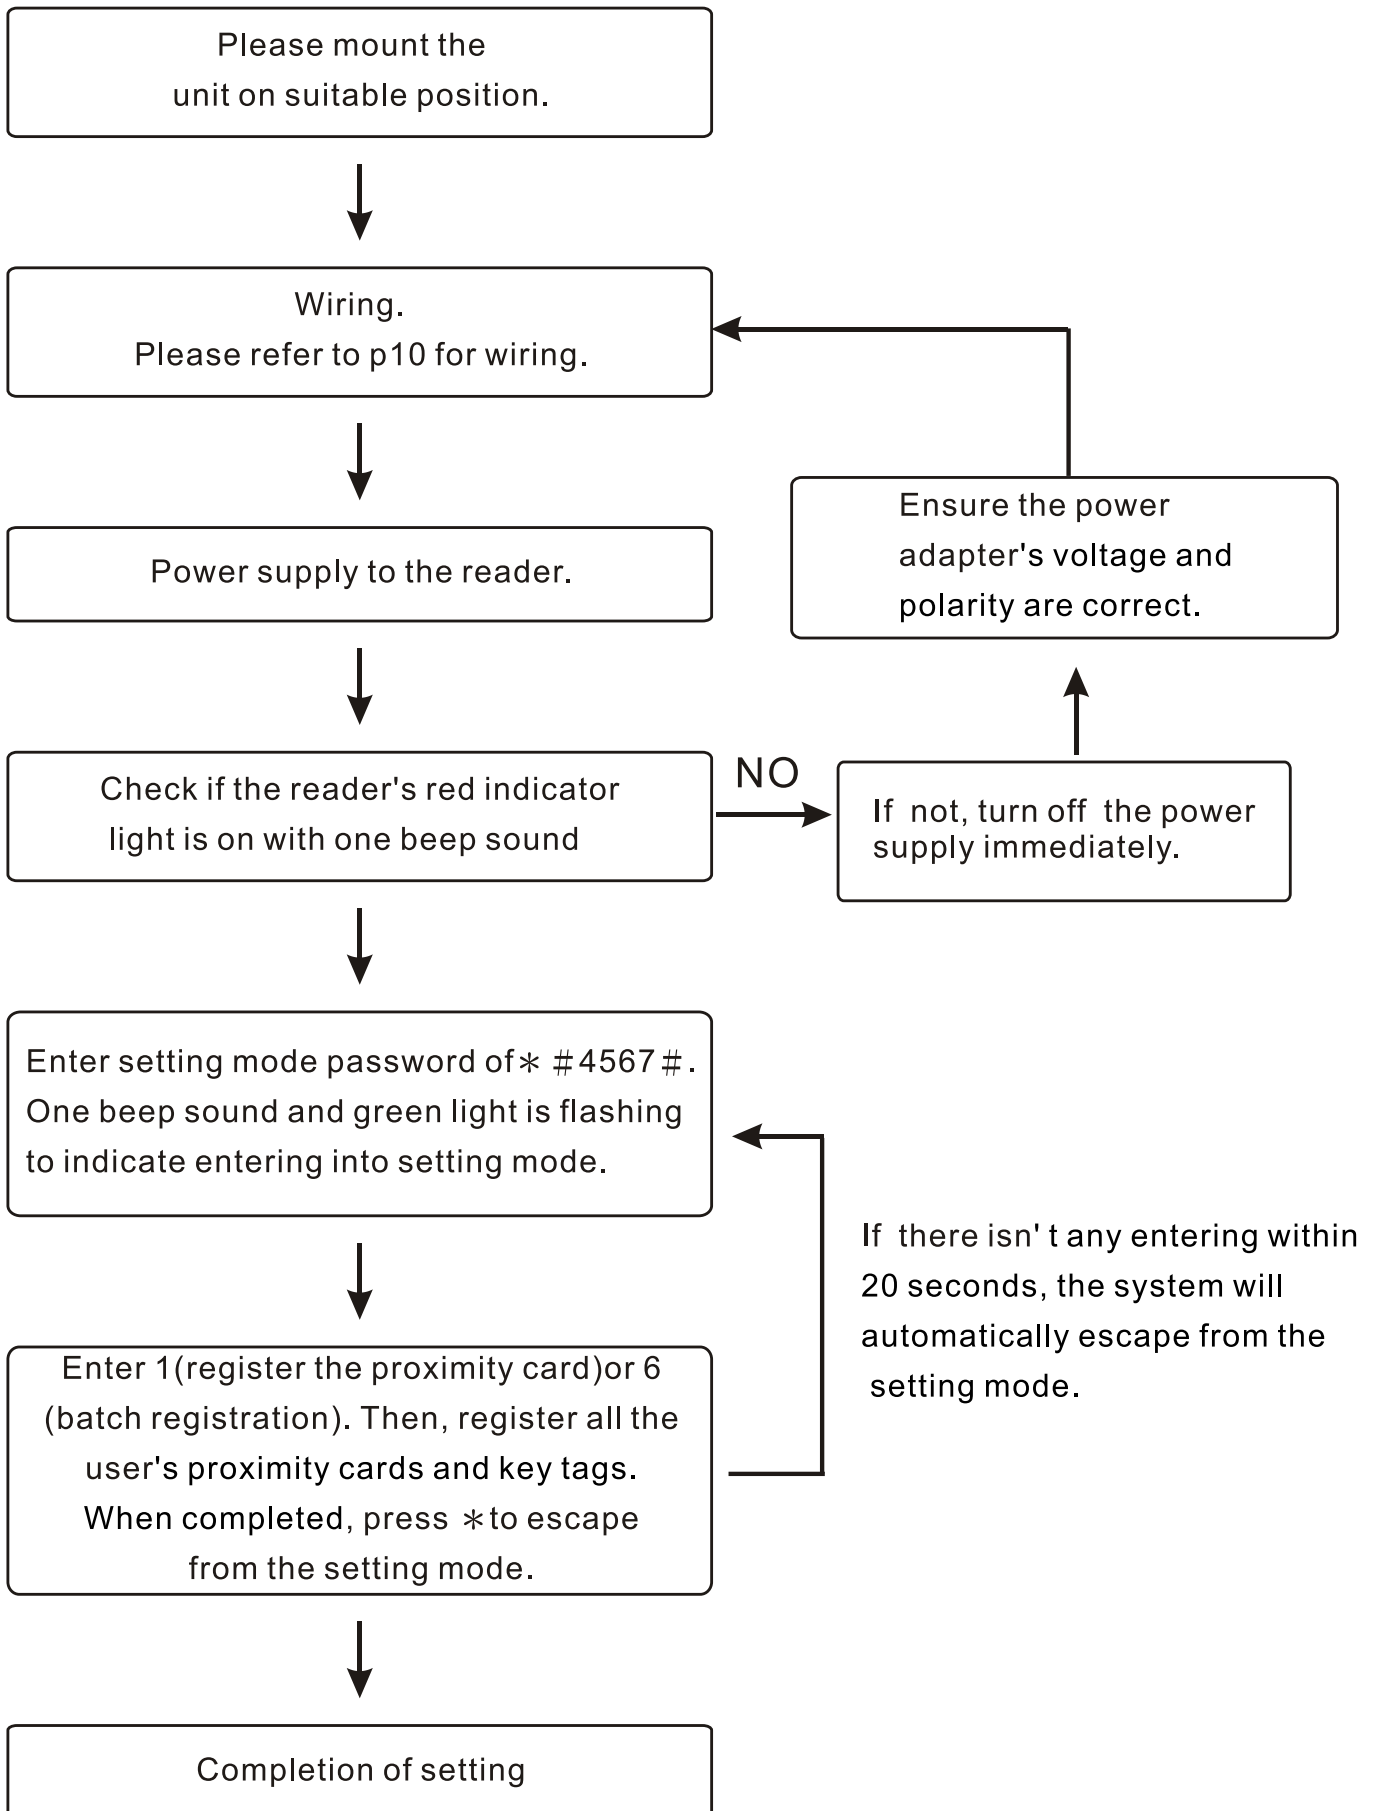 Please mount the
unit on suitable position.
Wiring.
Please refer to p10 for wiring.
Ensure the power
adapter's voltage and
polarity are correct.
Power supply to the reader.
Check if the reader's red indicator
light is on with one beep sound
NO
If not, turn off the power
supply immediately.
Enter setting mode password of＊ #4567#.
One beep sound and green light is flashing
to indicate entering into setting mode.
If there isn' t any entering within
20 seconds, the system will
automatically escape from the
setting mode.
Enter 1(register the proximity card)or 6
(batch registration). Then, register all the
user's proximity cards and key tags.
When completed, press ＊to escape
from the setting mode.
Completion of setting